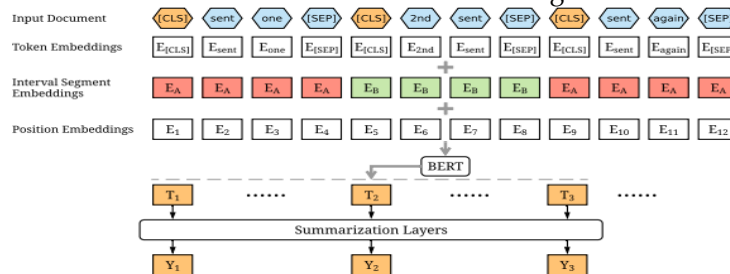 Input Document [CLS] sent one [SEP] [CLS] 2nd sent [SEP] [CLS] sent again [SEP]
Token Embeddings E[CLS] Esent Eone E[SEP] E[CLS] E2nd Esent E[SEP] E[CLS] Esent Eagain E[SEP
+
Interval Segment
Embeddings EA EA EA EA EB EB EB EB EA EA EA EA
+
Position Embeddings E1 E2 E3 E4 E5 E6 E7 E8 E9 E10 E11 E12
+
BERT
T1 ...... T2 ...... T3 ......
Summarization Layers
Y1 Y2 Y3